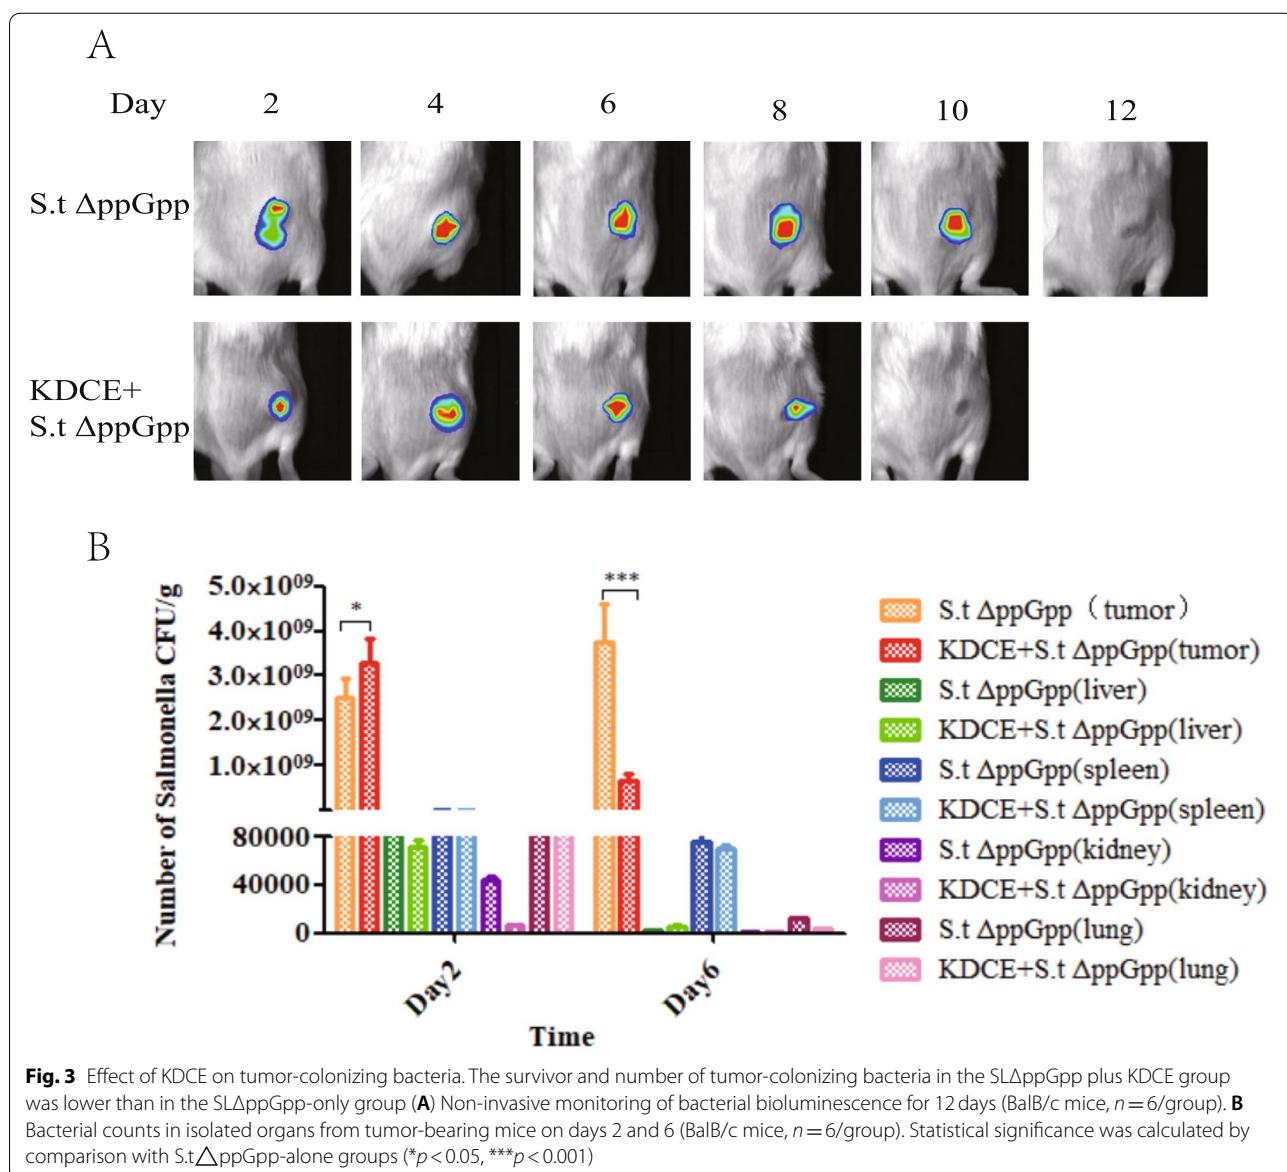 A
Day 2 4 6 8 10 12
S.t ΔppGpp
KDCE+
S.t ΔppGpp
B
Number of Salmonella CFU/g
5.0×10⁰⁹
4.0×10⁰⁹
3.0×10⁰⁹
2.0×10⁰⁹
1.0×10⁰⁹
80000
40000
0
*
***
Day2
Day6
Time
S.t ΔppGpp（tumor）
KDCE+S.t ΔppGpp(tumor)
S.t ΔppGpp(liver)
KDCE+S.t ΔppGpp(liver)
S.t ΔppGpp(spleen)
KDCE+S.t ΔppGpp(spleen)
S.t ΔppGpp(kidney)
KDCE+S.t ΔppGpp(kidney)
S.t ΔppGpp(lung)
KDCE+S.t ΔppGpp(lung)
Fig. 3 Effect of KDCE on tumor-colonizing bacteria. The survivor and number of tumor-colonizing bacteria in the SLΔppGpp plus KDCE group
was lower than in the SLΔppGpp-only group (A) Non-invasive monitoring of bacterial bioluminescence for 12 days (BalB/c mice, n = 6/group). B
Bacterial counts in isolated organs from tumor-bearing mice on days 2 and 6 (BalB/c mice, n = 6/group). Statistical significance was calculated by
comparison with S.t△ppGpp-alone groups (*p < 0.05, ***p < 0.001)